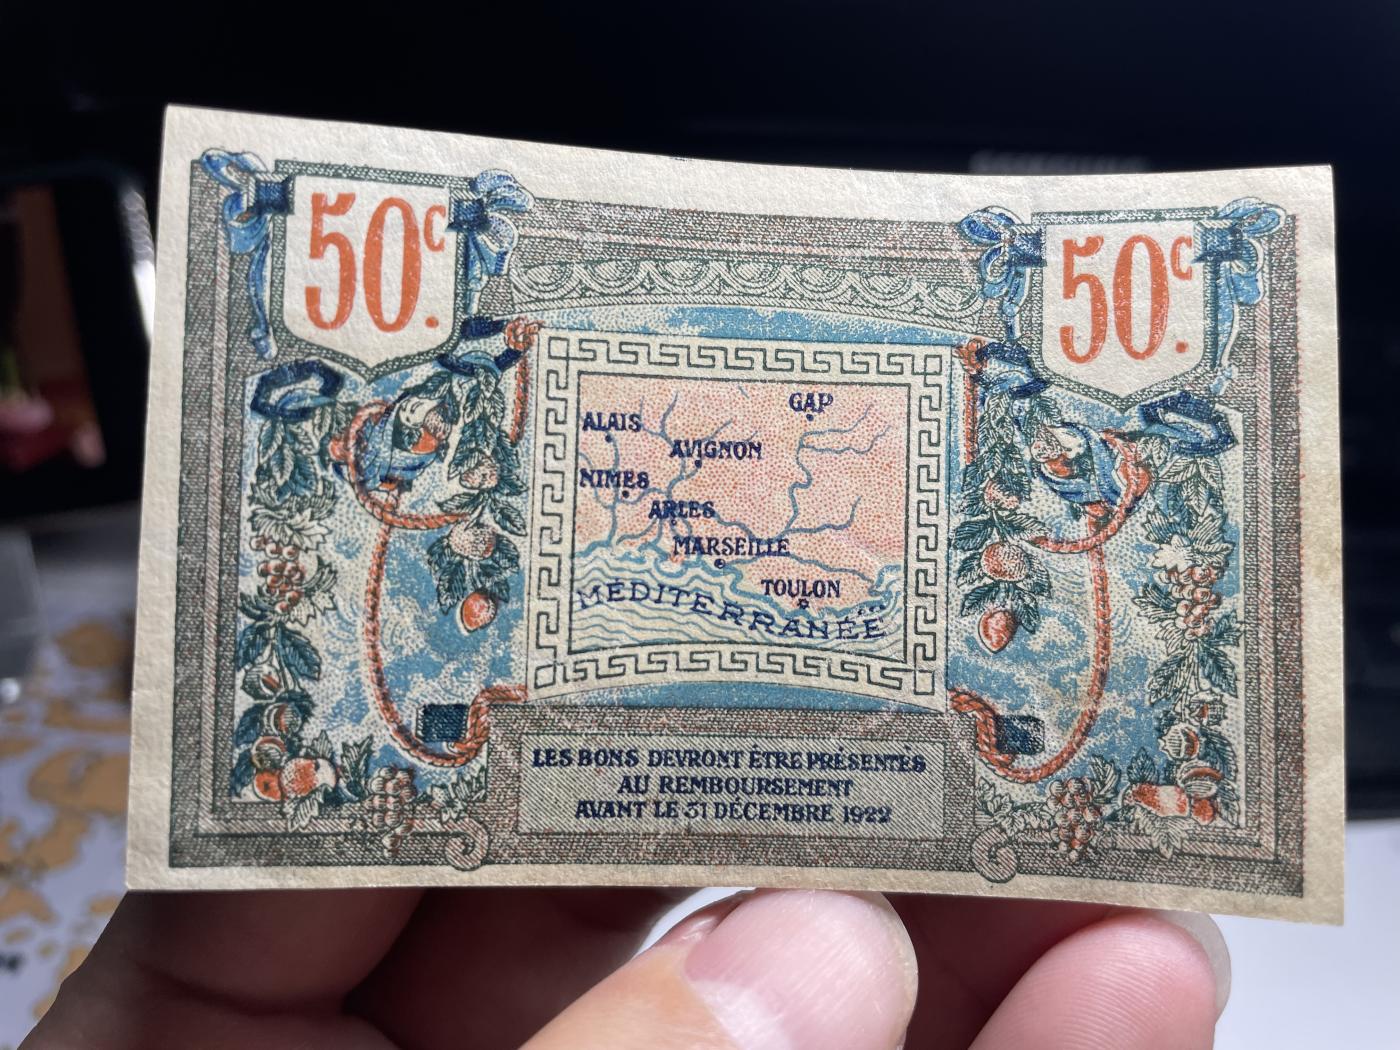 50c.
50c.
GAP
ALAIS
AVIGNON
NIMES
ARLES
MARSEILLE
TOULON
MÉDITERRANÉE
LES BONS DEVRONT ÊTRE PRÉSENTÉS
AU REMBOURSEMENT
AVANT LE 31 DÉCEMBRE 1922